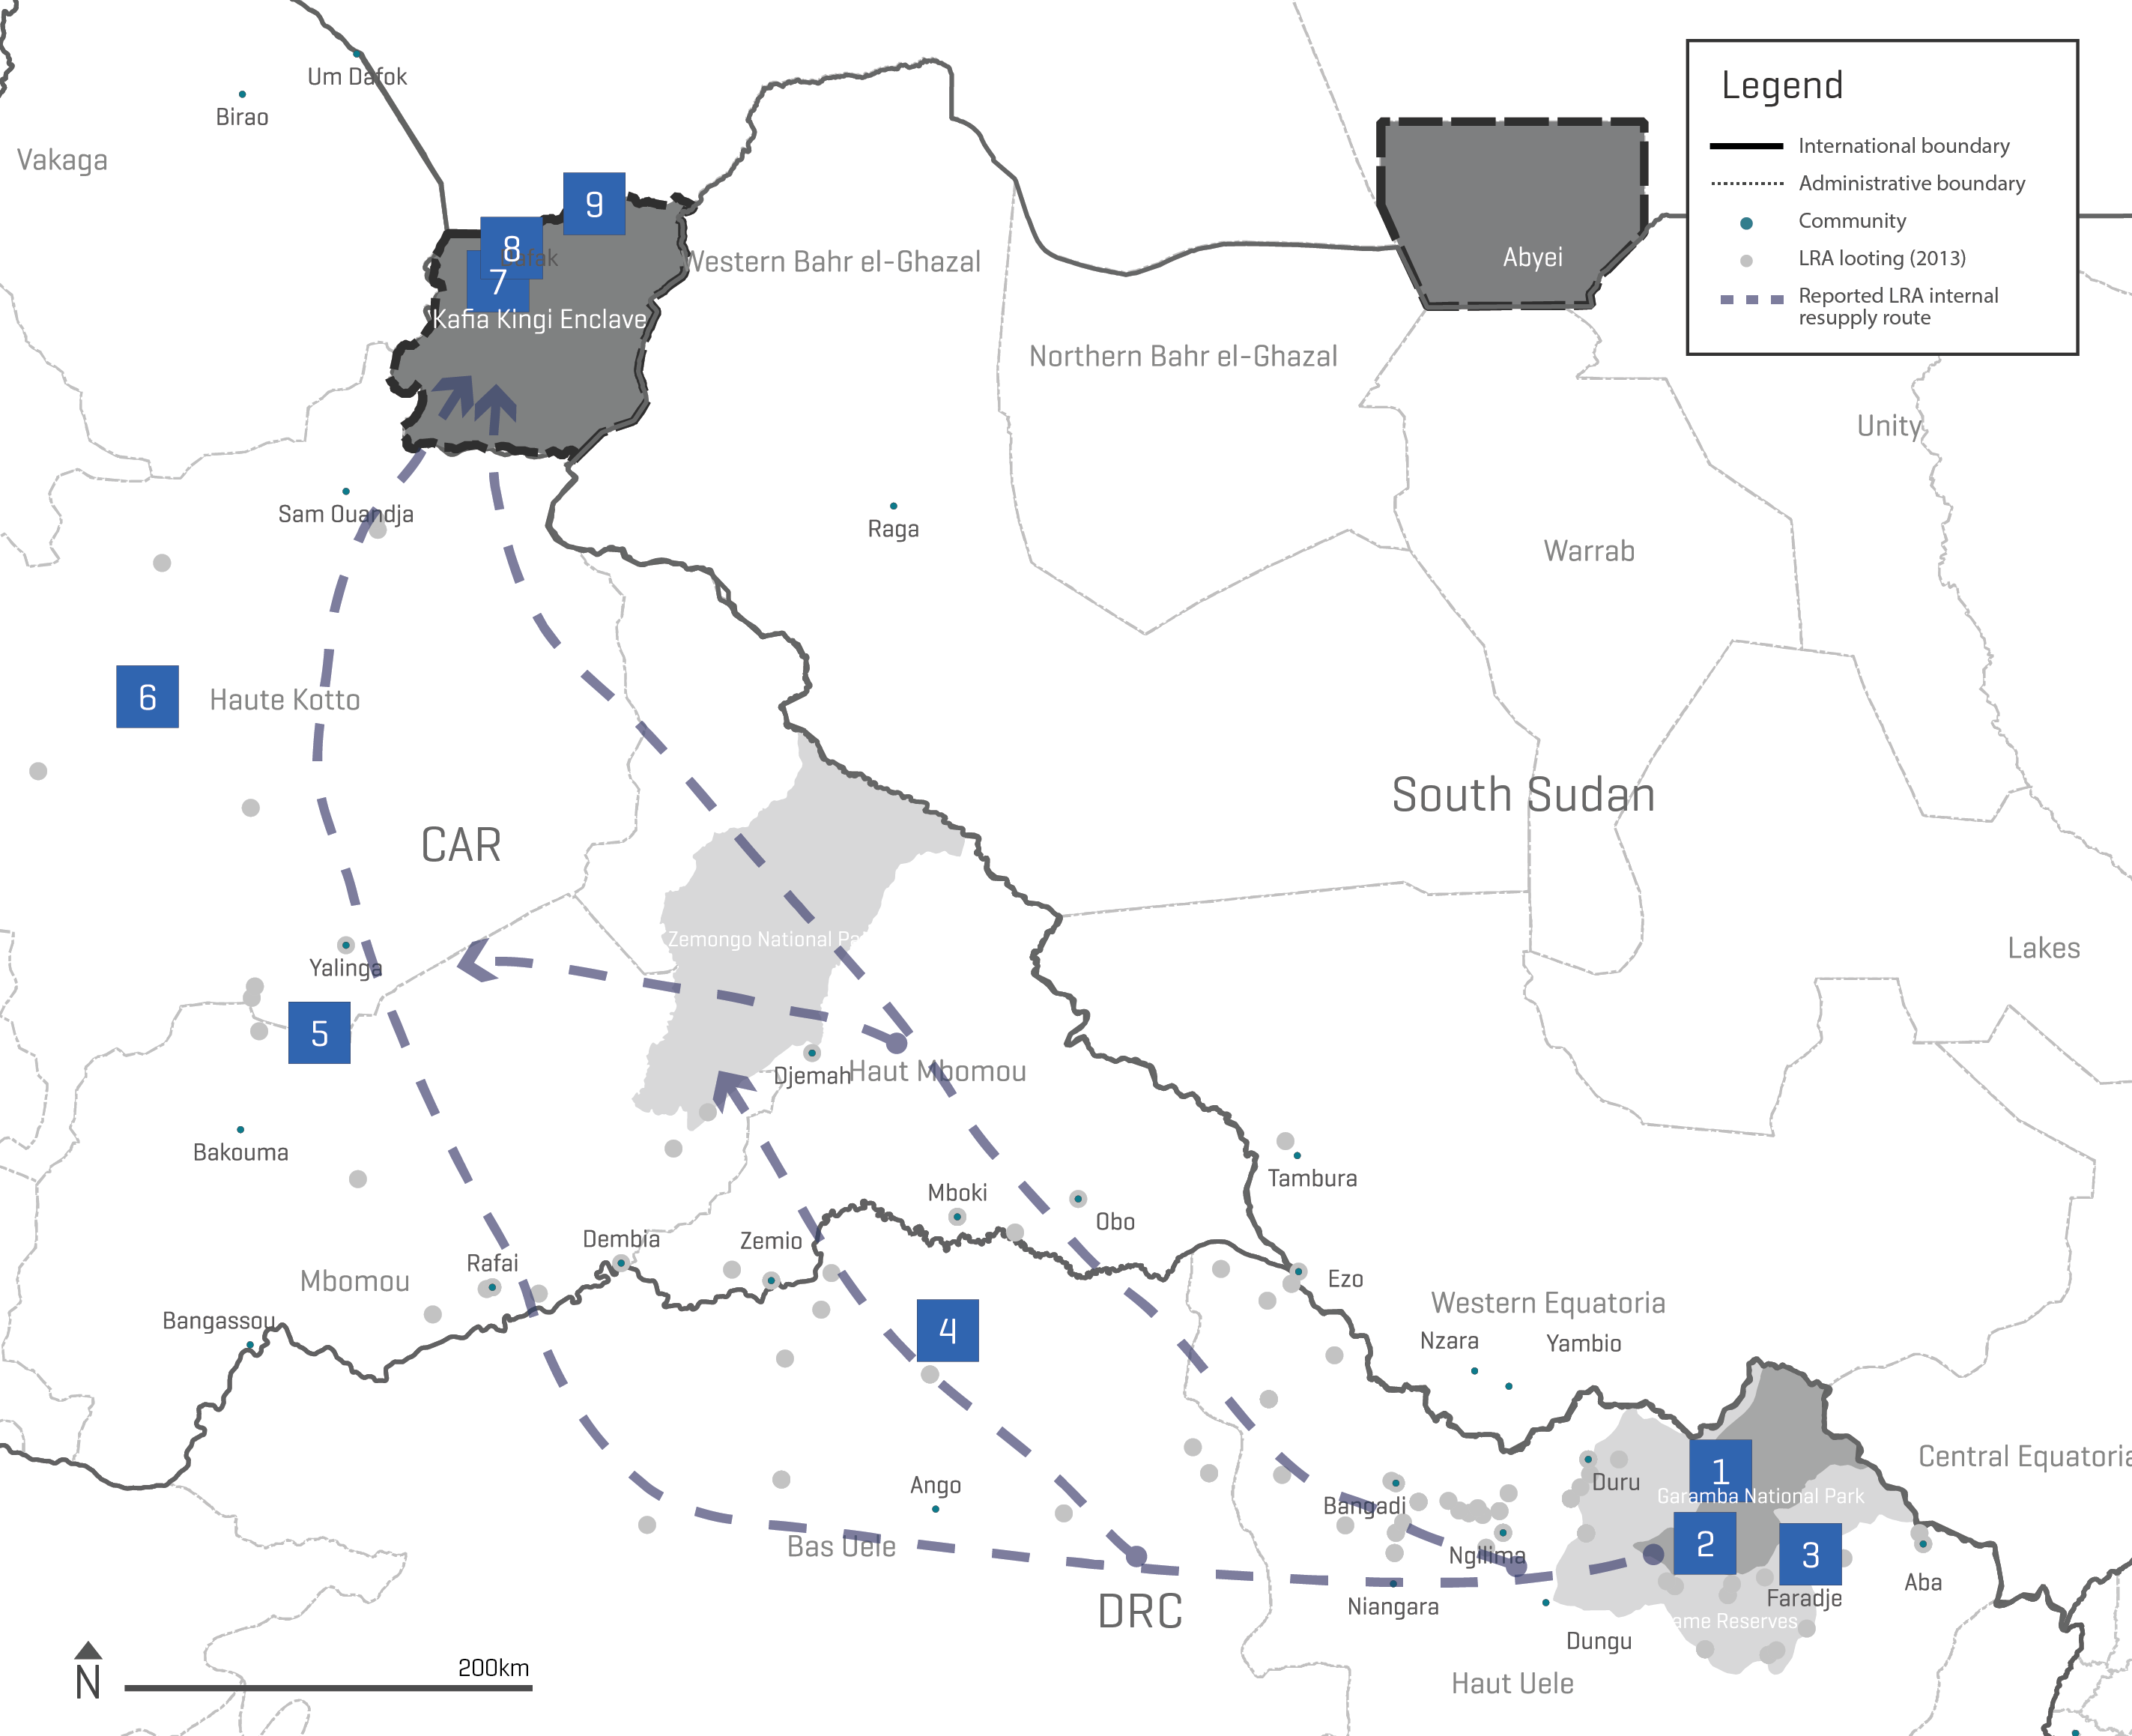 Um Dafok
Birao
Vakaga
Legend
International boundary
Administrative boundary
Community
LRA looting (2013)
Reported LRA internal
resupply route
9
8
7
Kafia Kingi Enclave
Western Bahr el-Ghazal
Abyei
Northern Bahr el-Ghazal
Unity
Sam Ouandja
Raga
Warrab
6
Haute Kotto
South Sudan
CAR
Zemongo National
Lakes
Yalinga
5
Djemah
Haut Mbomou
Bakouma
Tambura
Mboki
Obo
Dembia
Zemio
Rafai
Mbomou
Ezo
Bangassou
4
Western Equatoria
Nzara
Yambio
Central Equatoria
1
Duru
Garamba National Park
Ango
Bangadi
Bas Uele
2
3
Ngilima
Aba
Niangara
Faradje
DRC
Reserves
Dungu
Haut Uele
N
200km